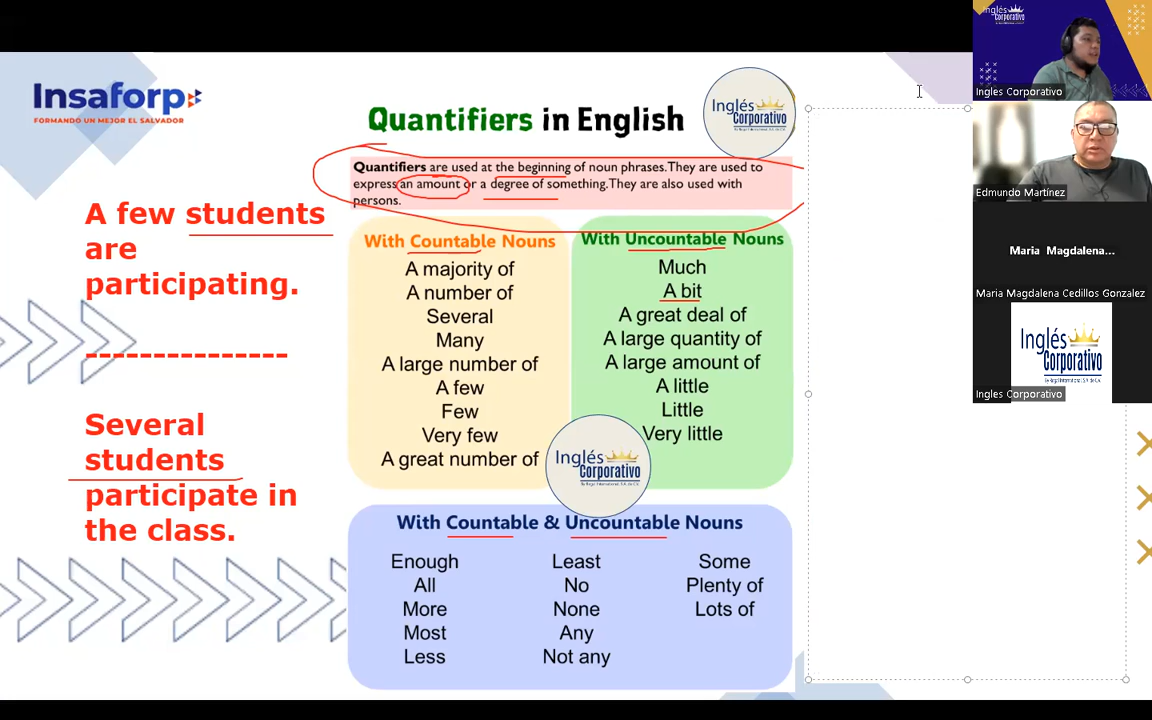 Insaforp
FORMANDO UN MEJOR EL SALVADOR
Quantifiers in English
Inglés
Corporativo
Quantifiers are used at the beginning of noun phrases. They are used to
express an amount or a degree of something. They are also used with
persons.
A few students
are
participating.
---------------
Several
students
participate in
the class.
With Countable Nouns
A majority of
A number of
Several
Many
A large number of
A few
Few
Very few
A great number of
With Uncountable Nouns
Much
A bit
A great deal of
A large quantity of
A large amount of
A little
Little
Very little
Inglés
Corporativo
With Countable & Uncountable Nouns
Enough
All
More
Most
Less
Least
No
None
Any
Not any
Some
Plenty of
Lots of
Inglés
Corporativo
Ingles Corporativo
Edmundo Martínez
Maria Magdalena...
Maria Magdalena Cedillos Gonzalez
Inglés
Corporativo
Ingles Corporativo